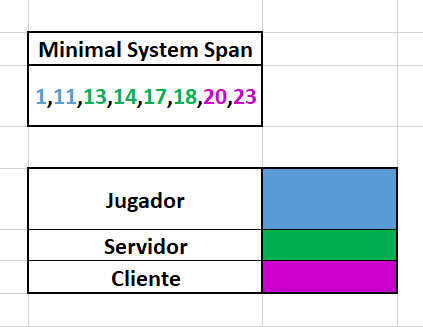 Minimal System Span
1,11,13,14,17,18,20,23
Jugador
Servidor
Cliente